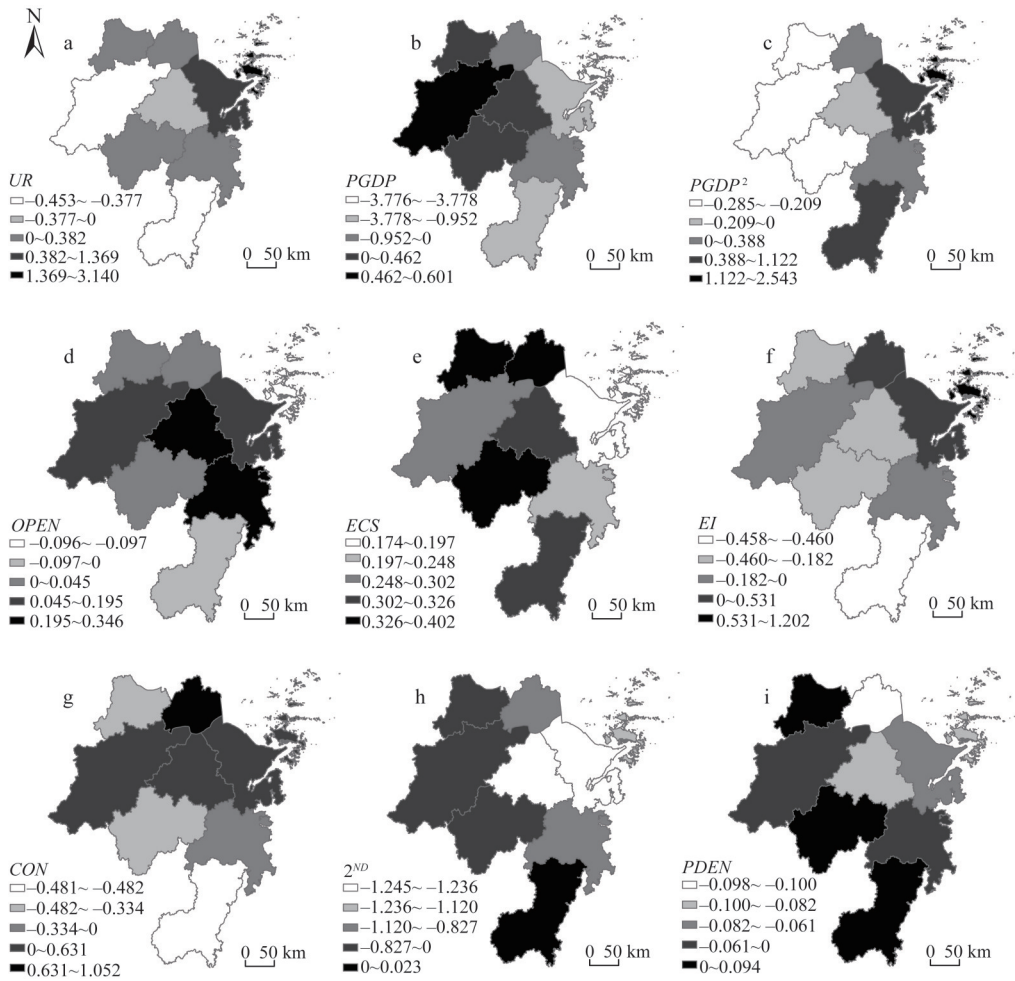 N
a
UR
−0.453~ −0.377
−0.377~0
0~0.382
0.382~1.369
1.369~3.140
0 50 km
b
PGDP
−3.776~ −3.778
−3.778~ −0.952
−0.952~0
0~0.462
0.462~0.601
0 50 km
c
PGDP²
−0.285~ −0.209
−0.209~0
0~0.388
0.388~1.122
1.122~2.543
0 50 km
d
OPEN
−0.096~ −0.097
−0.097~0
0~0.045
0.045~0.195
0.195~0.346
0 50 km
e
ECS
0.174~0.197
0.197~0.248
0.248~0.302
0.302~0.326
0.326~0.402
0 50 km
f
EI
−0.458~ −0.460
−0.460~ −0.182
−0.182~0
0~0.531
0.531~1.202
0 50 km
g
CON
−0.481~ −0.482
−0.482~ −0.334
−0.334~0
0~0.631
0.631~1.052
0 50 km
h
2ᴺᴰ
−1.245~ −1.236
−1.236~ −1.120
−1.120~ −0.827
−0.827~0
0~0.023
0 50 km
i
PDEN
−0.098~ −0.100
−0.100~ −0.082
−0.082~ −0.061
−0.061~0
0~0.094
0 50 km